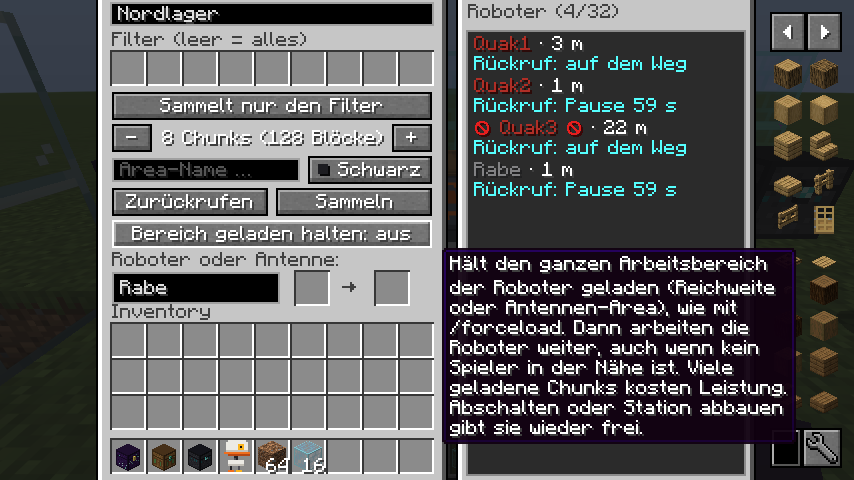 Nordlager
Filter (leer = alles)
Sammelt nur den Filter
-
8 Chunks (128 Blöcke)
+
Area-Name ...
Schwarz
Zurückrufen
Sammeln
Bereich geladen halten: aus
Roboter oder Antenne:
Rabe
→
Inventory
64
16
Roboter (4/32)
Quak1 · 3 m
Rückruf: auf dem Weg
Quak2 · 1 m
Rückruf: Pause 59 s
Quak3 · 22 m
Rückruf: auf dem Weg
Rabe · 1 m
Rückruf: Pause 59 s
Hält den ganzen Arbeitsbereich
der Roboter geladen (Reichweite
oder Antennen-Area), wie mit
/forceload. Dann arbeiten die
Roboter weiter, auch wenn kein
Spieler in der Nähe ist. Viele
geladene Chunks kosten Leistung.
Abschalten oder Station abbauen
gibt sie wieder frei.